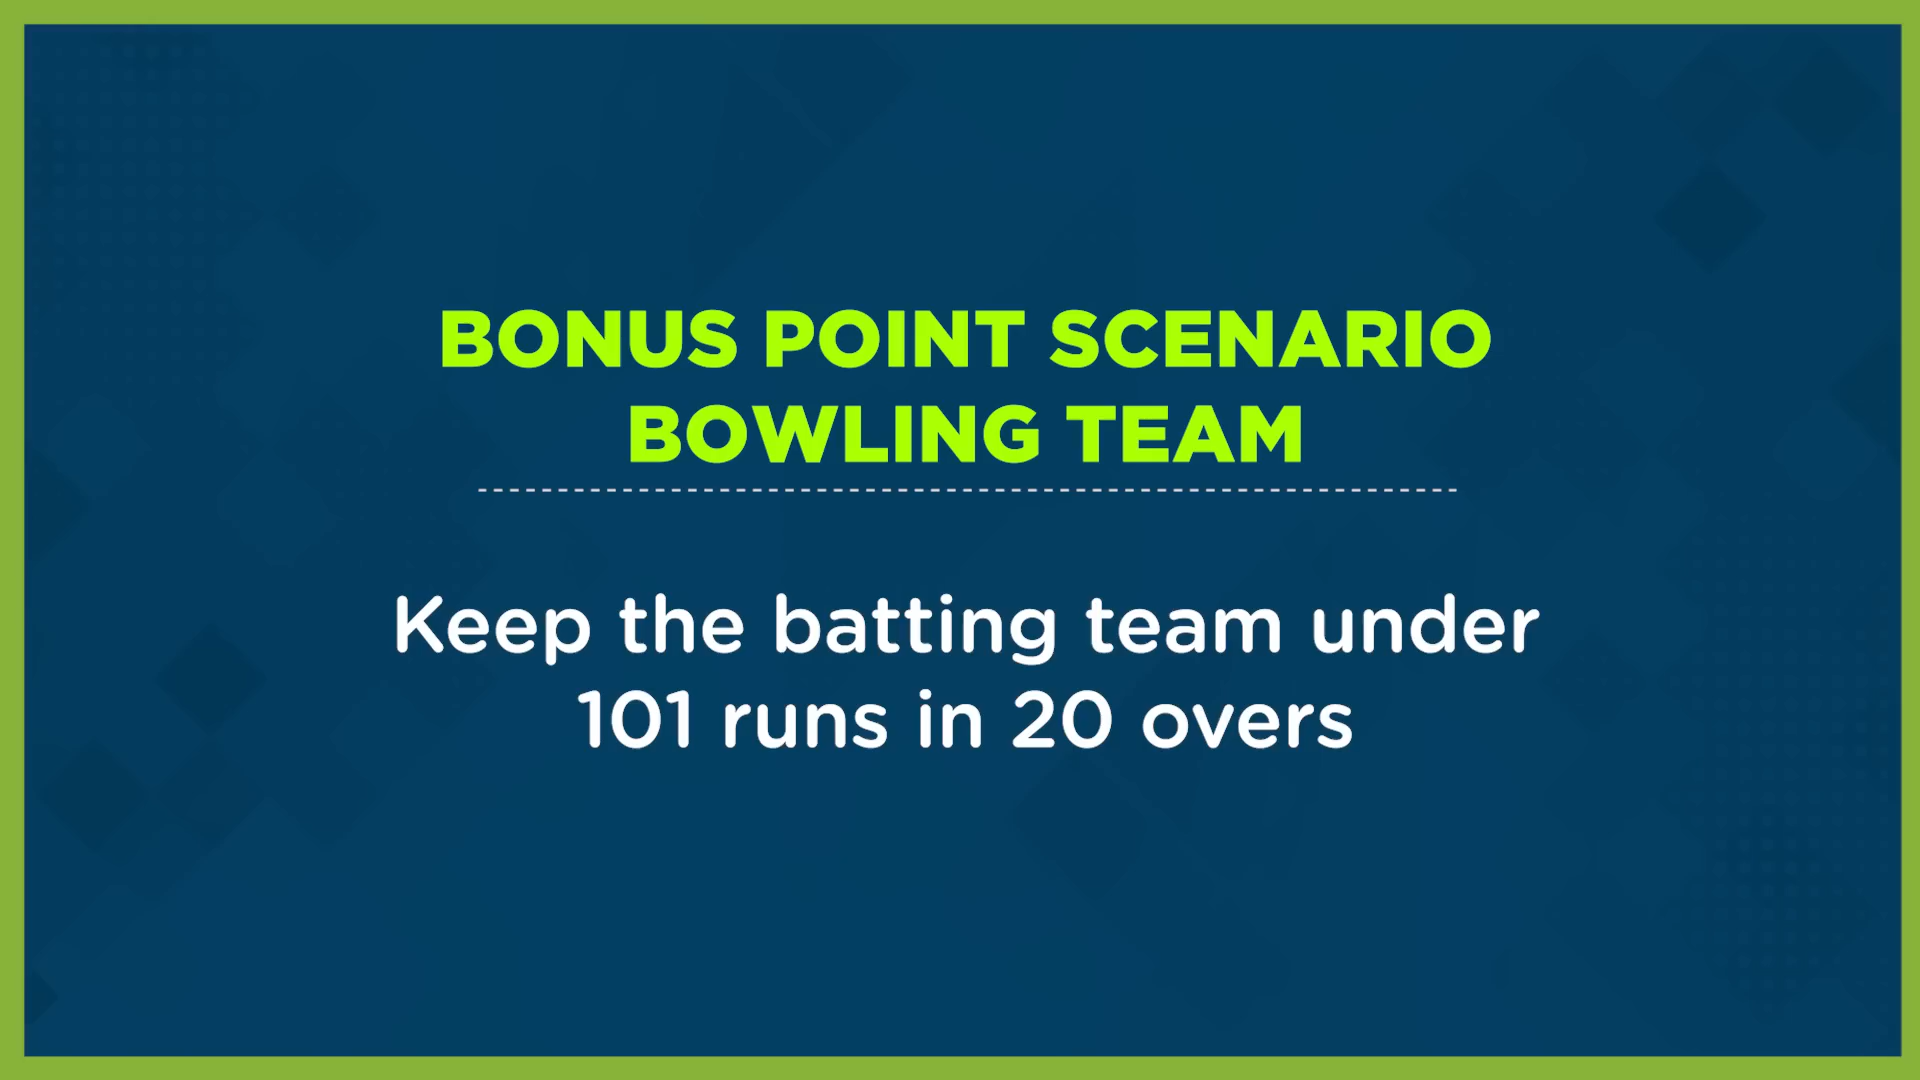 BONUS POINT SCENARIO
BOWLING TEAM
Keep the batting team under
101 runs in 20 overs